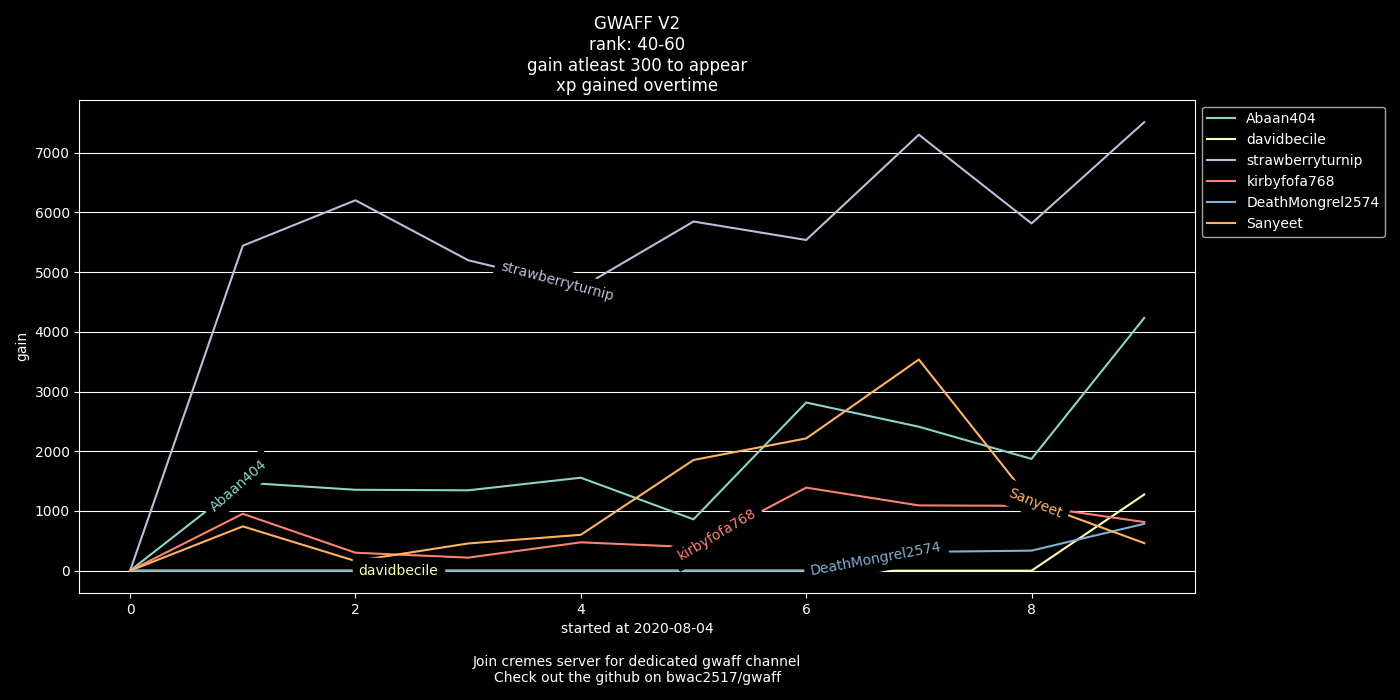 GWAFF V2
rank: 40-60
gain atleast 300 to appear
xp gained overtime
Abaan404
davidbecile
strawberryturnip
kirbyfofa768
DeathMongrel2574
Sanyeet
7000
6000
5000
4000
3000
2000
1000
0
gain
strawberryturnip
Abaan404
Sanyeet
kirbyfofa768
DeathMongrel2574
davidbecile
0 2 4 6 8
started at 2020-08-04
Join cremes server for dedicated gwaff channel
Check out the github on bwac2517/gwaff